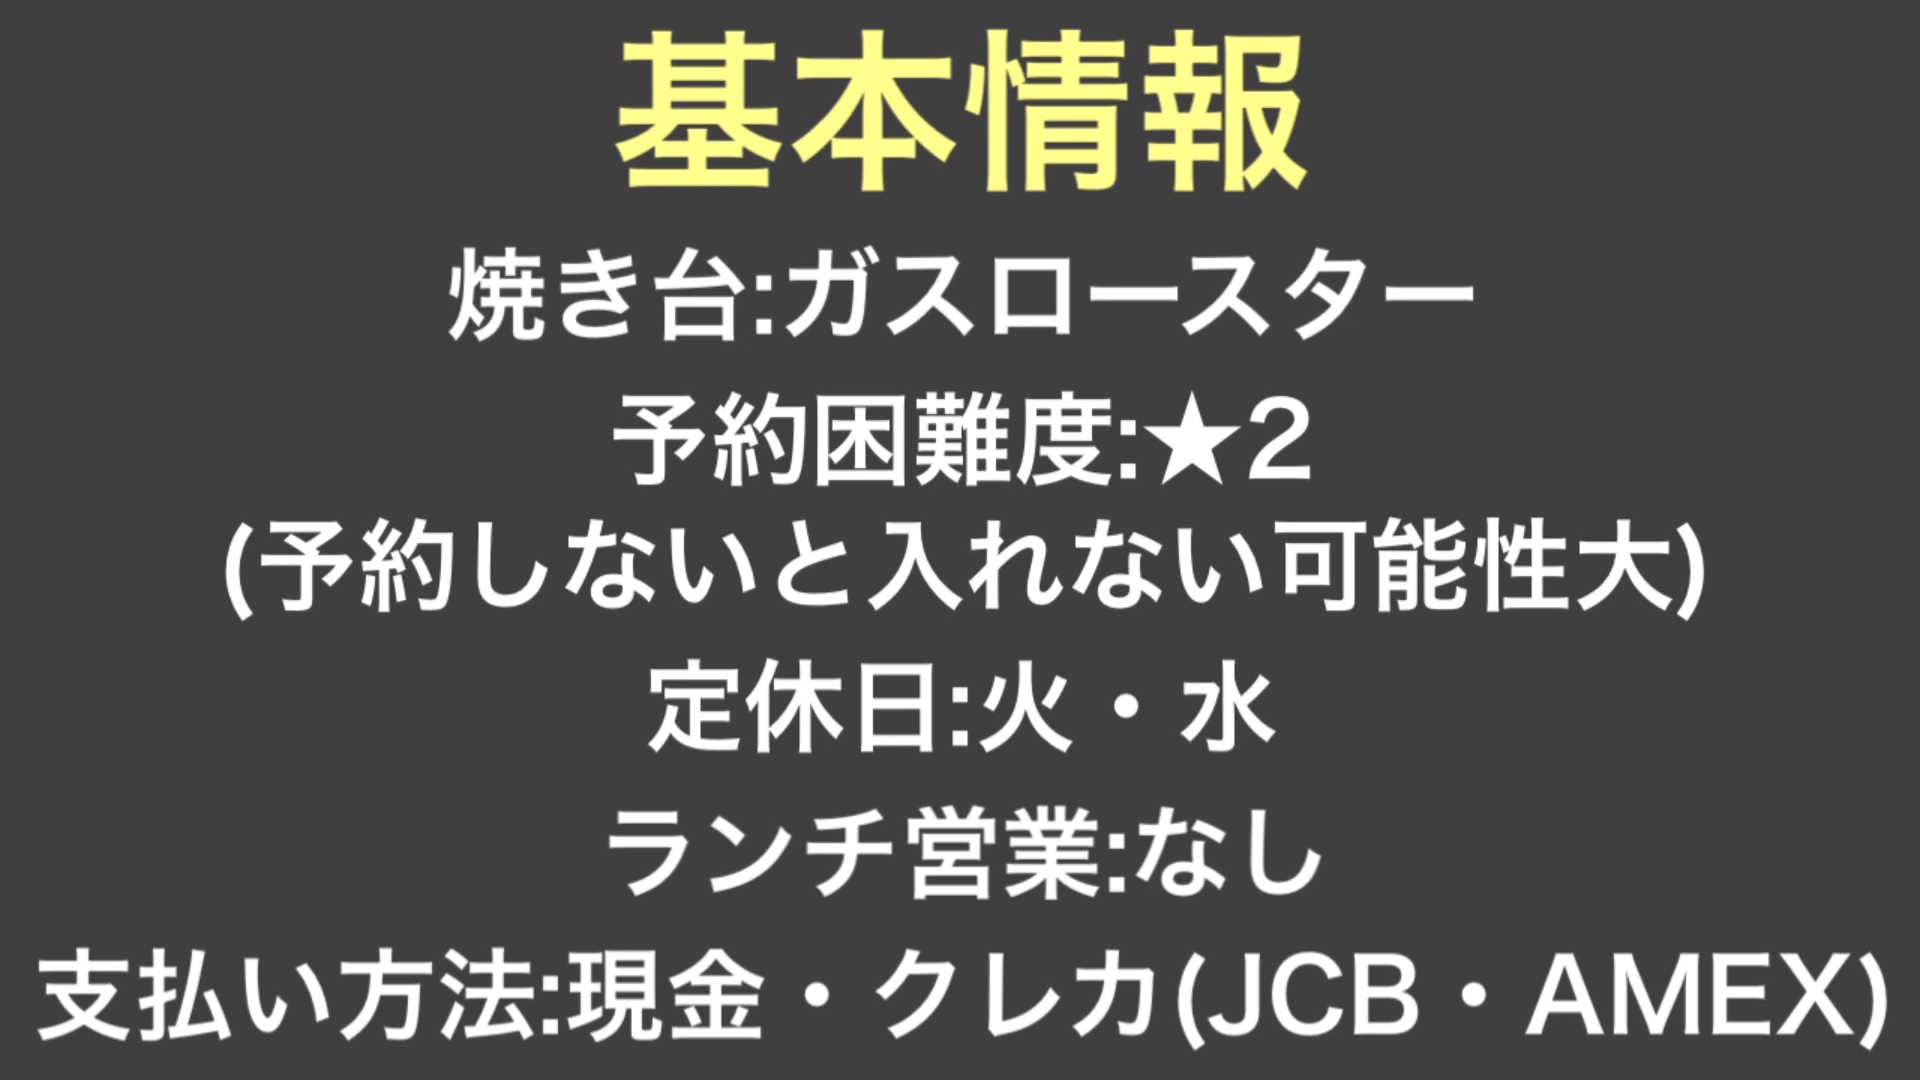 基本情報
焼き台:ガスロースター
予約困難度:★2
(予約しないと入れない可能性大)
定休日:火・水
ランチ営業:なし
支払い方法:現金・クレカ(JCB・AMEX)